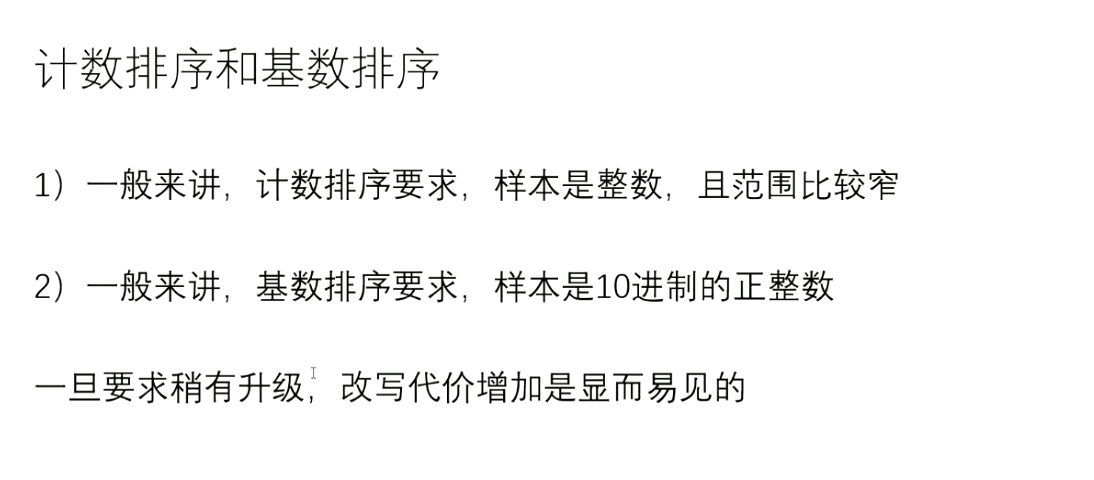 计数排序和基数排序
1）一般来讲，计数排序要求，样本是整数，且范围比较窄
2）一般来讲，基数排序要求，样本是10进制的正整数
一旦要求稍有升级，改写代价增加是显而易见的